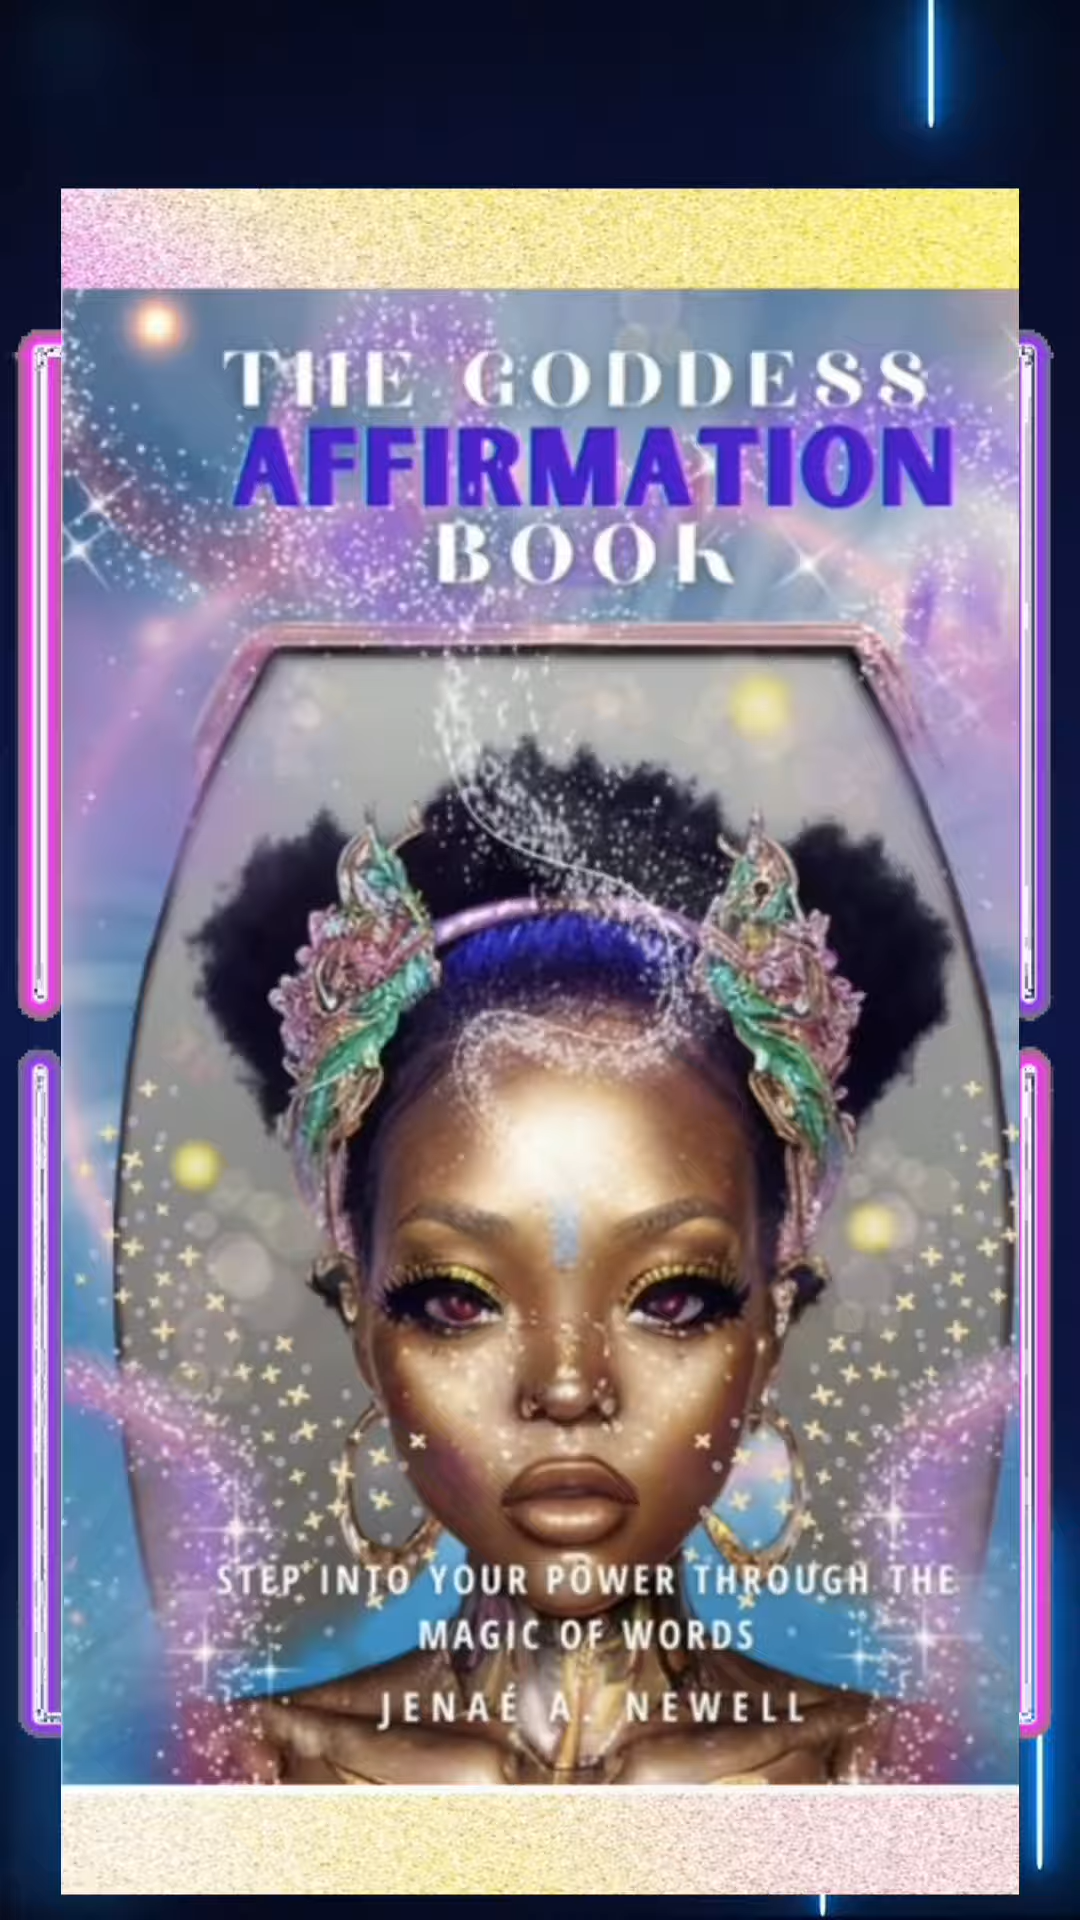 THE GODDESS
AFFIRMATION
BOOK
STEP INTO YOUR POWER THROUGH THE
MAGIC OF WORDS
JENAÉ A. NEWELL